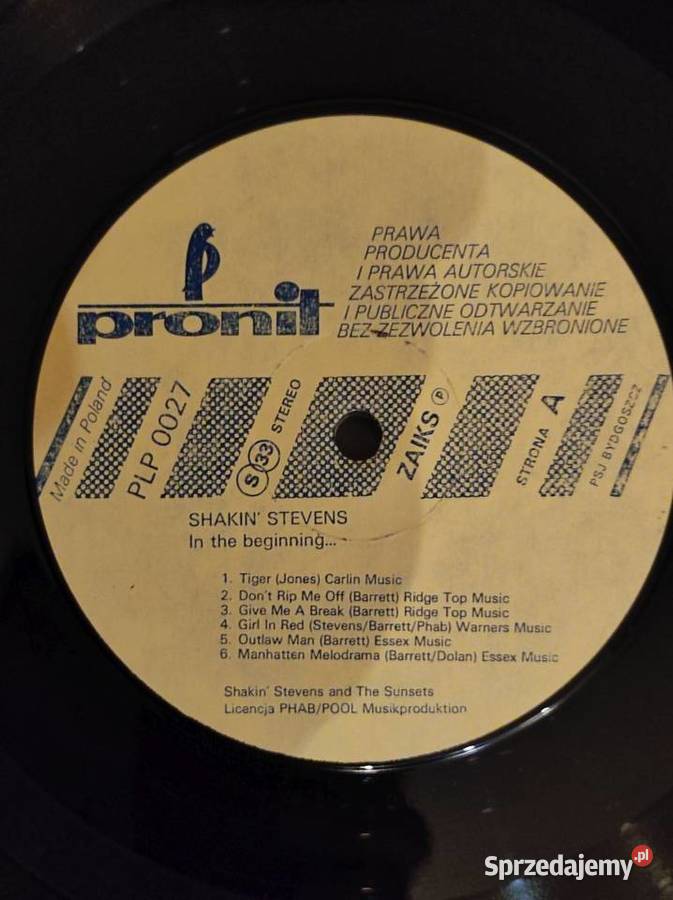 PRAWA
PRODUCENTA
I PRAWA AUTORSKIE
ZASTRZEŻONE KOPIOWANIE
I PUBLICZNE ODTWARZANIE
BEZ ZEZWOLENIA WZBRONIONE
pronit
Made in Poland
PLP 0027
S 33 STEREO
ZAIKS P
STRONA A
PSJ BYDGOSZCZ
SHAKIN' STEVENS
In the beginning...
1. Tiger (Jones) Carlin Music
2. Don't Rip Me Off (Barrett) Ridge Top Music
3. Give Me A Break (Barrett) Ridge Top Music
4. Girl In Red (Stevens/Barrett/Phab) Warners Music
5. Outlaw Man (Barrett) Essex Music
6. Manhatten Melodrama (Barrett/Dolan) Essex Music
Shakin' Stevens and The Sunsets
Licencja PHAB/POOL Musikproduktion
Sprzedajemy.pl